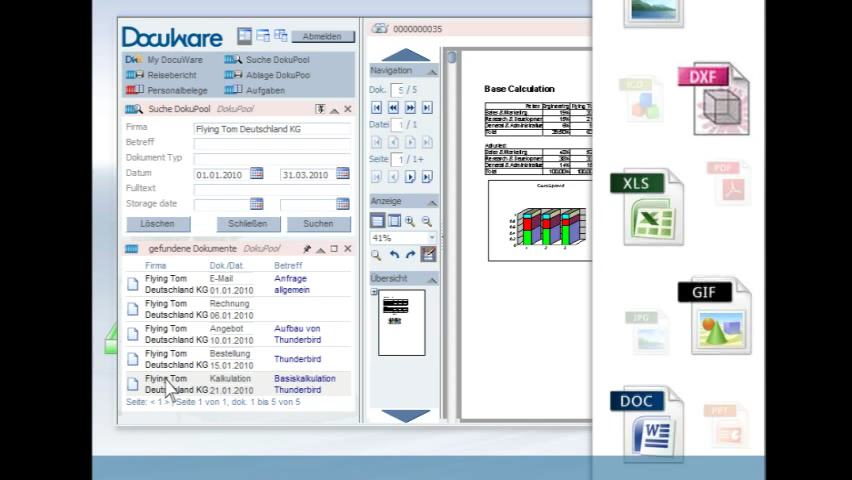 DocuWare
Abmelden
My DocuWare
Suche DokuPool
Reisebericht
Ablage DokuPool
Personalbelege
Aufgaben
Suche DokuPool DokuPool
Firma
Flying Tom Deutschland KG
Betreff
Dokument Typ
Datum
01.01.2010
31.03.2010
Fulltext
Storage date
Löschen
Schließen
Suchen
gefundene Dokumente DokuPool
Firma Dok./Dat. Betreff
Flying Tom E-Mail Anfrage
Deutschland KG 01.01.2010 allgemein
Flying Tom Rechnung
Deutschland KG 06.01.2010
Flying Tom Angebot Aufbau von
Deutschland KG 10.01.2010 Thunderbird
Flying Tom Bestellung
Deutschland KG 15.01.2010 Thunderbird
Flying Tom Kalkulation Basiskalkulation
Deutschland KG 21.01.2010 Thunderbird
Seite: < 1 > | Seite 1 von 1, dok. 1 bis 5 von 5
0000000035
Navigation
Dok. 5 / 5
Datei 1 / 1
Seite 1 / 1+
Anzeige
41%
Übersicht
Base Calculation
Total
Total
DXF
PDF
XLS
GIF
JPG
DOC
PPT